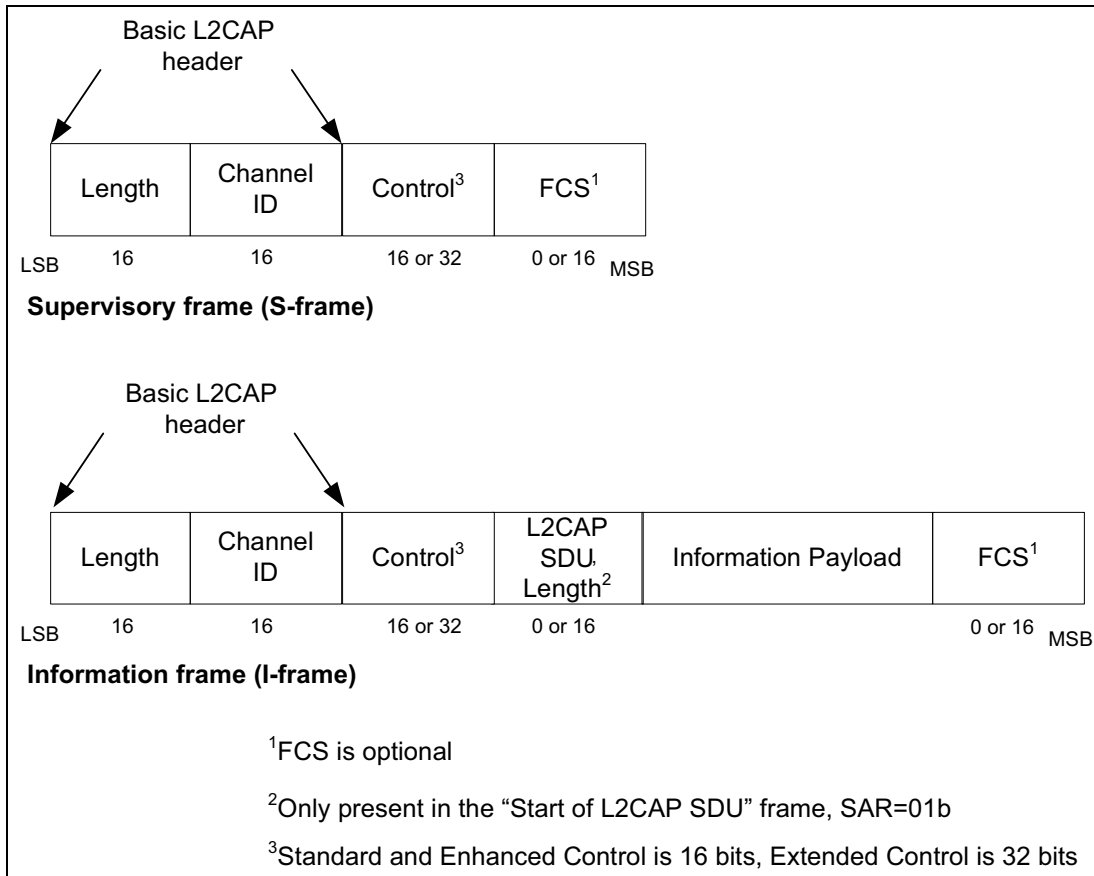 Basic L2CAP
header
Length
Channel
ID
Control³
FCS¹
LSB
16
16
16 or 32
0 or 16
MSB
Supervisory frame (S-frame)
Basic L2CAP
header
Length
Channel
ID
Control³
L2CAP
SDU
Length²
Information Payload
FCS¹
LSB
16
16
16 or 32
0 or 16
0 or 16
MSB
Information frame (I-frame)
¹FCS is optional
²Only present in the “Start of L2CAP SDU” frame, SAR=01b
³Standard and Enhanced Control is 16 bits, Extended Control is 32 bits